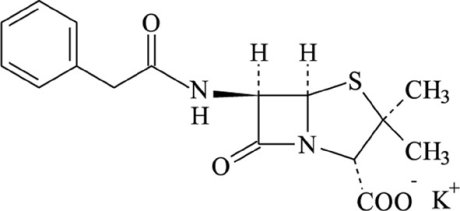 O H H
N H S CH₃
O N CH₃
COO⁻ K⁺